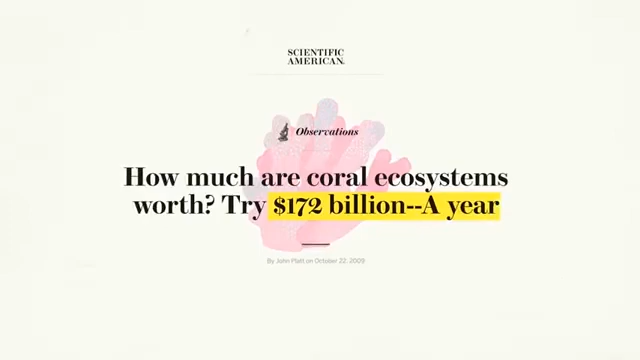 SCIENTIFIC
AMERICAN.
Observations
How much are coral ecosystems
worth? Try $172 billion--A year
By John Platt on October 22, 2009